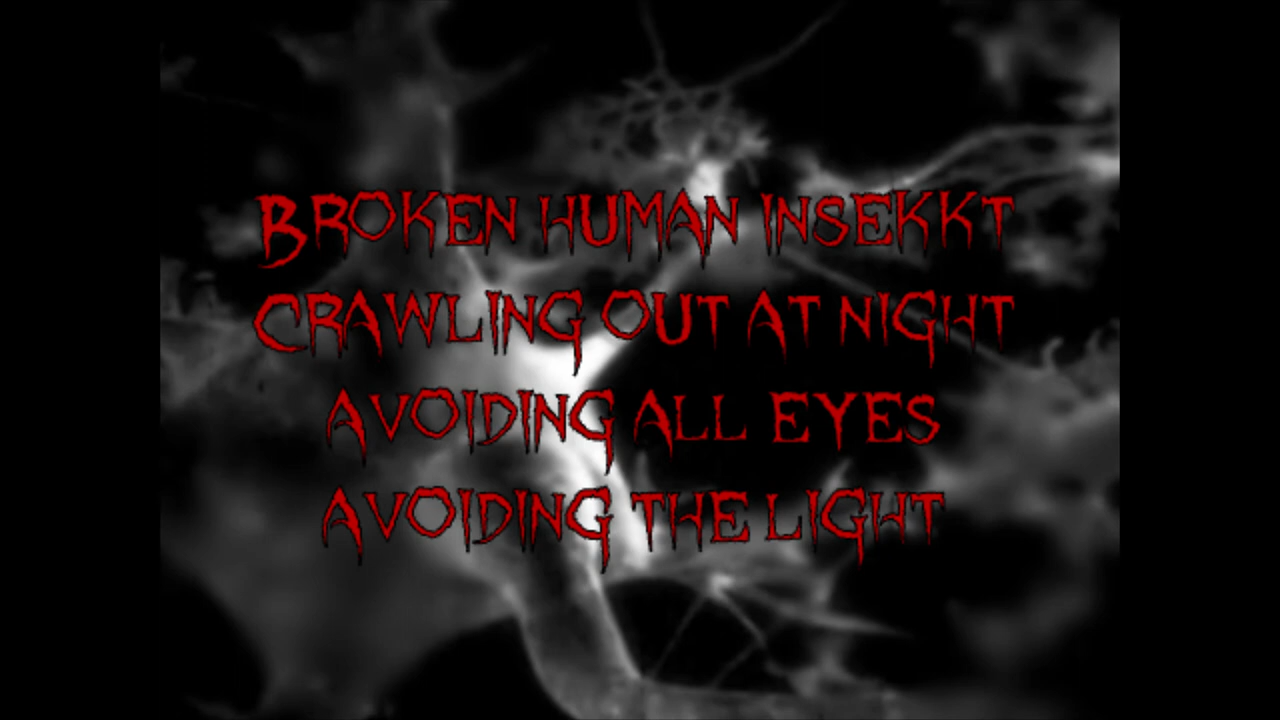 Broken human insekkt
Crawling out at night
Avoiding all eyes
Avoiding the light